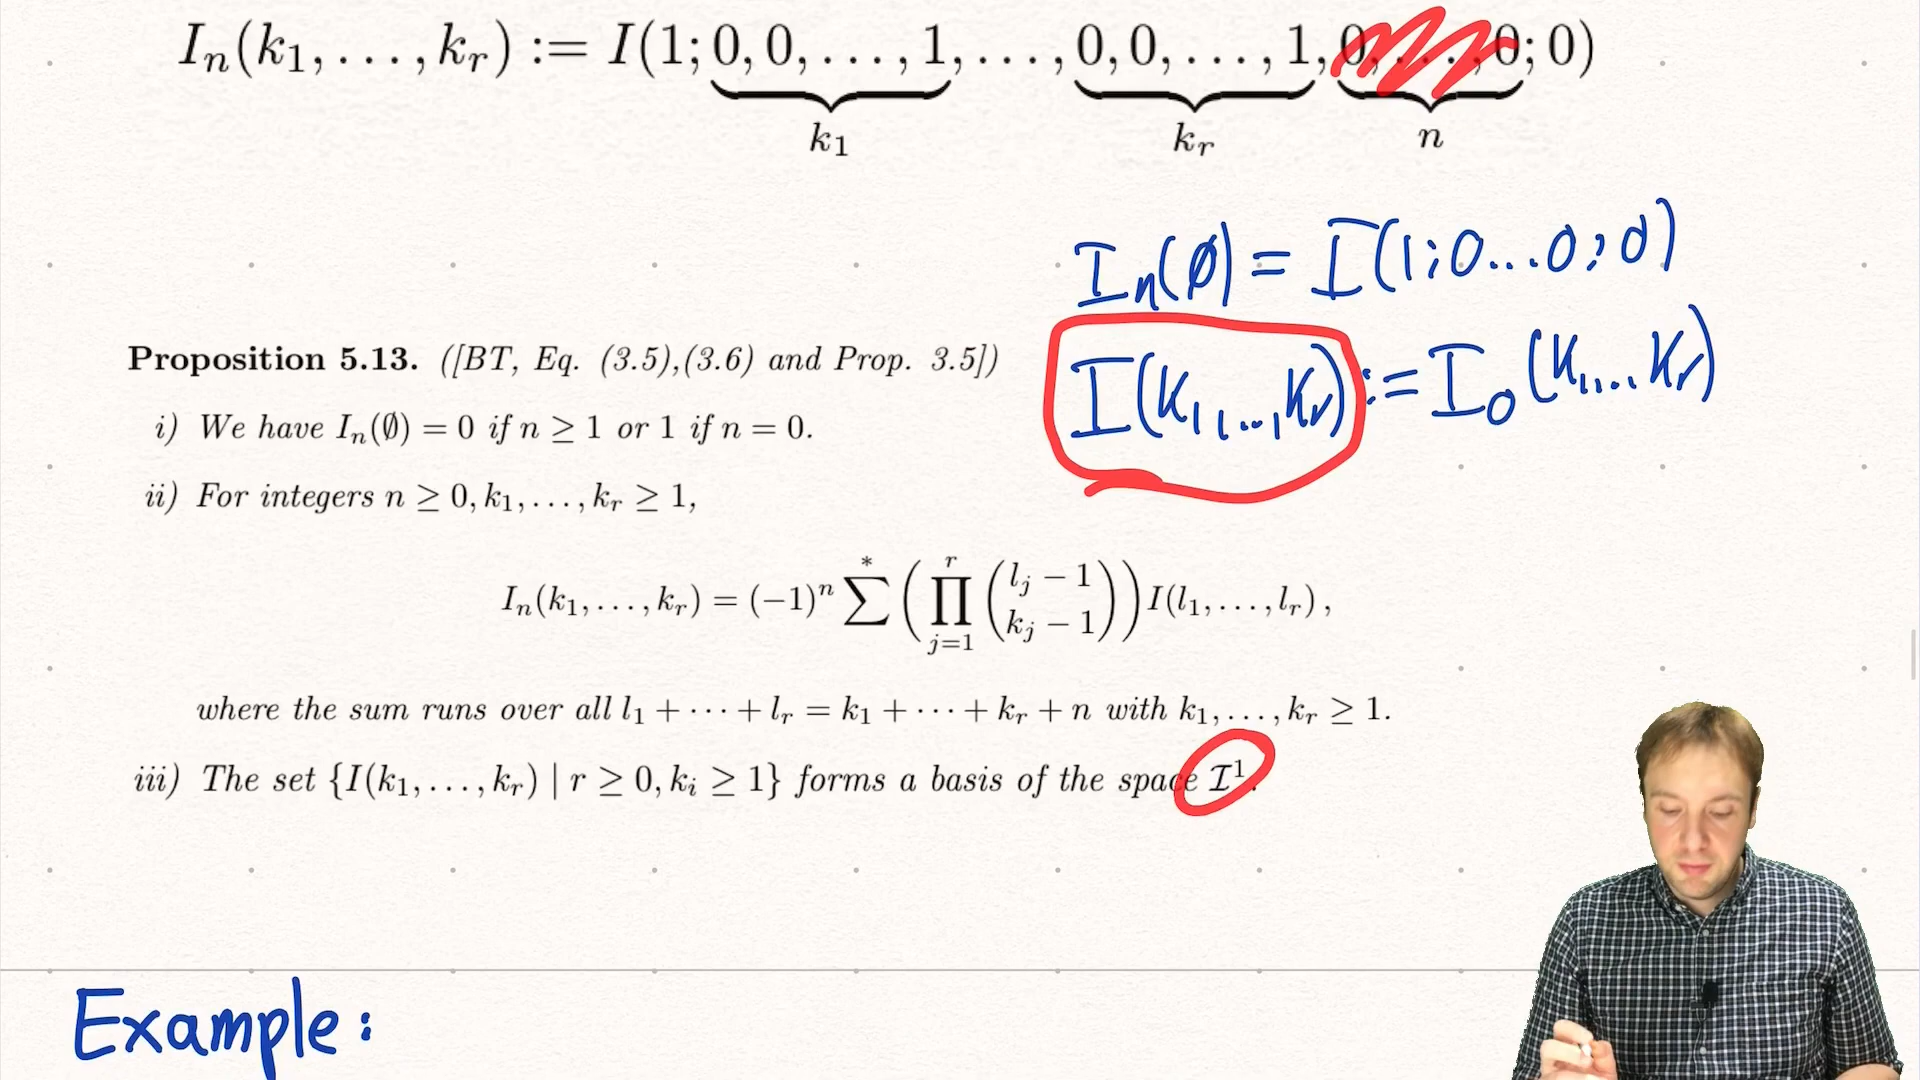 I_n(k_1, . . . , k_r) := I(1; 0, 0, . . . , 1, . . . , 0, 0, . . . , 1, 0, . . . , 0; 0)
k_1 k_r n
I_n(∅) = I(1; 0...0; 0)
Proposition 5.13. ([BT, Eq. (3.5),(3.6) and Prop. 3.5])
I(k_1,...,k_r) := I_0(k_1,...,k_r)
i) We have I_n(∅) = 0 if n ≥ 1 or 1 if n = 0.
ii) For integers n ≥ 0, k_1, . . . , k_r ≥ 1,
I_n(k_1, . . . , k_r) = (−1)^n ∑^* ( ∏_{j=1}^{r} \binom{l_j − 1}{k_j − 1} ) I(l_1, . . . , l_r) ,
where the sum runs over all l_1 + · · · + l_r = k_1 + · · · + k_r + n with k_1, . . . , k_r ≥ 1.
iii) The set {I(k_1, . . . , k_r) | r ≥ 0, k_i ≥ 1} forms a basis of the space 𝓘^1.
Example: